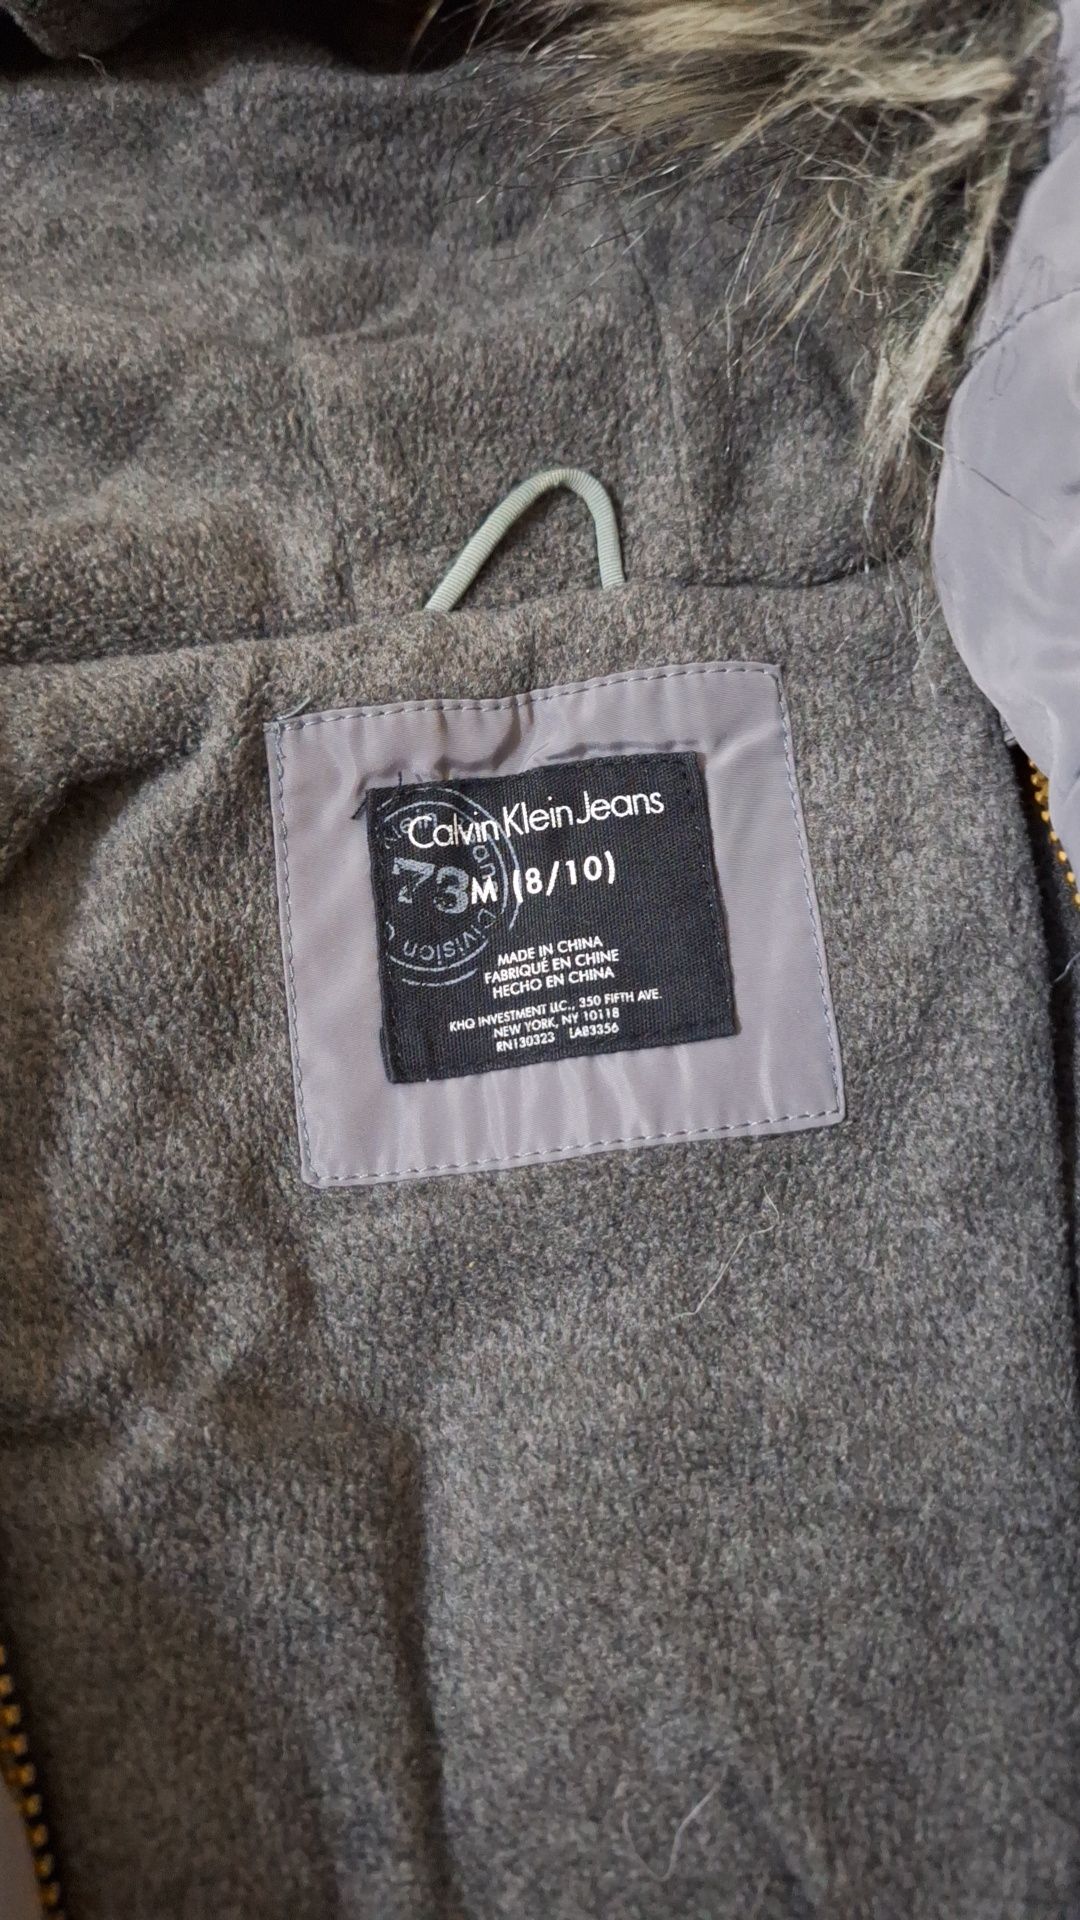 Calvin Klein Jeans
73
M (8/10)
Division
MADE IN CHINA
FABRIQUÉ EN CHINE
HECHO EN CHINA
KHQ INVESTMENT LLC., 350 FIFTH AVE.
NEW YORK, NY 10118
RN130323 LAB3356